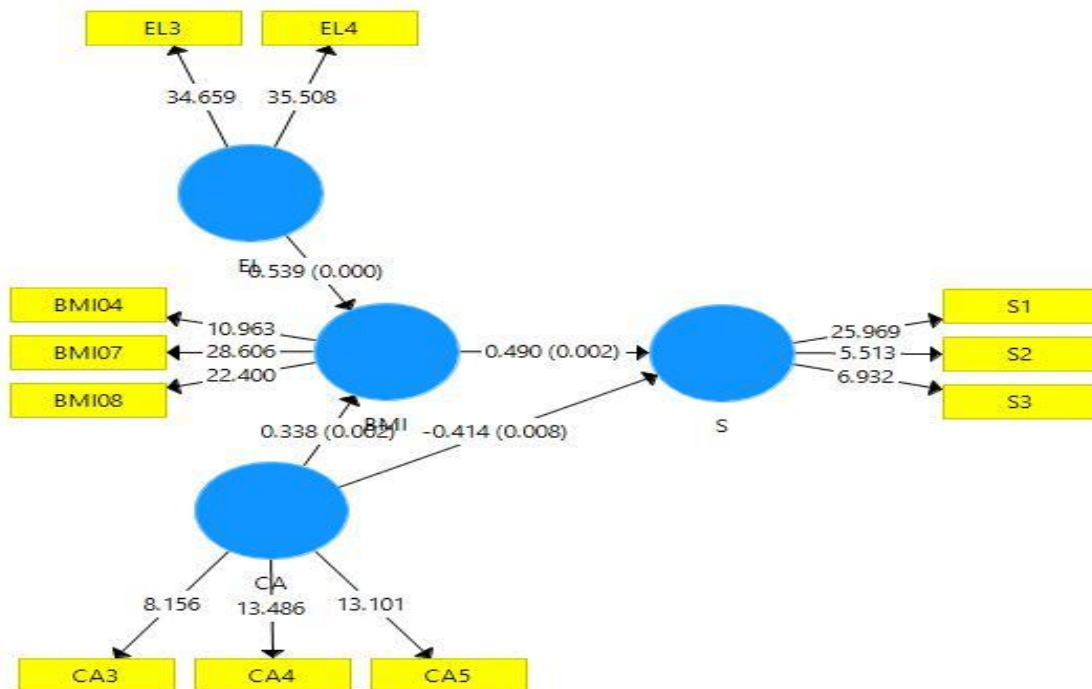 EL3
EL4
34.659
35.508
EL
0.539 (0.000)
BMI04
BMI07
BMI08
10.963
28.606
22.400
BMI
0.490 (0.002)
S
25.969
5.513
6.932
S1
S2
S3
0.338 (0.002)
-0.414 (0.008)
CA
8.156
13.486
13.101
CA3
CA4
CA5